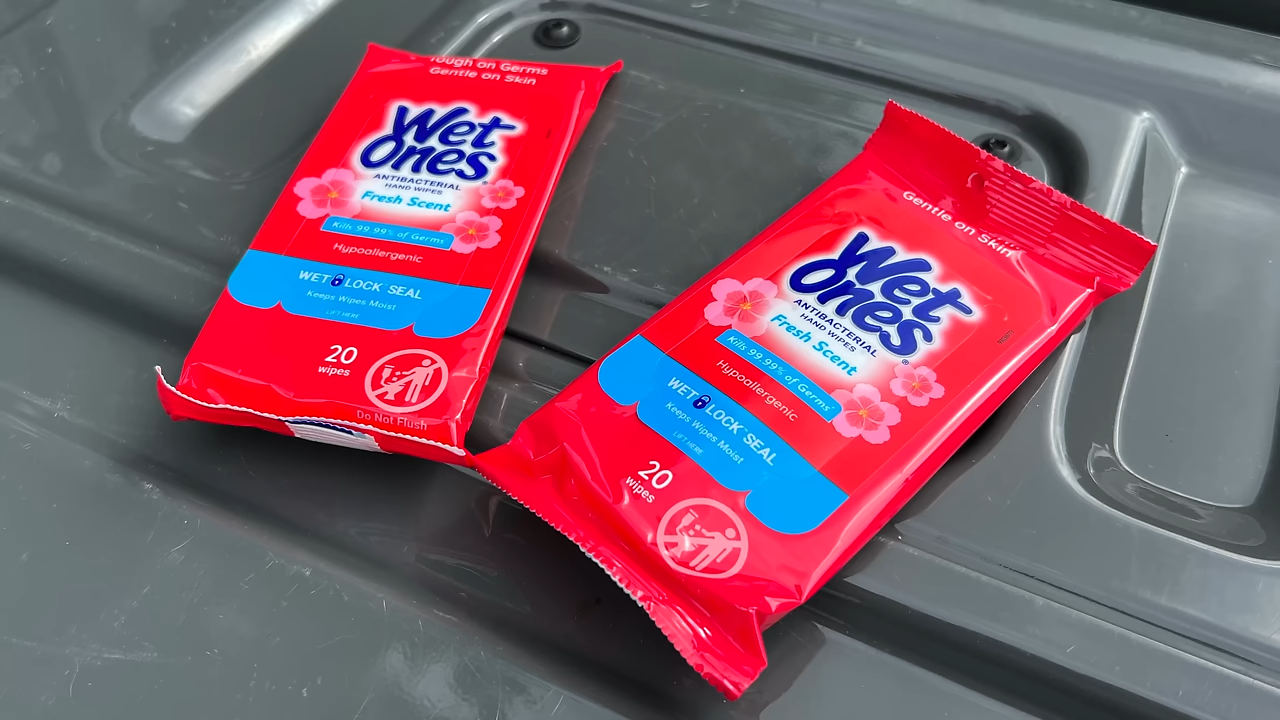 Tough on Germs
Gentle on Skin
Wet
Ones
ANTIBACTERIAL
HAND WIPES
Fresh Scent
Kills 99.99% of Germs
Hypoallergenic
WET LOCK SEAL
Keeps Wipes Moist
LIFT HERE
20
wipes
Do Not Flush
Gentle on Skin
Wet
Ones®
ANTIBACTERIAL
HAND WIPES
Fresh Scent
Kills 99.99% of Germs*
Hypoallergenic
WET LOCK SEAL
Keeps Wipes Moist
LIFT HERE
20
wipes